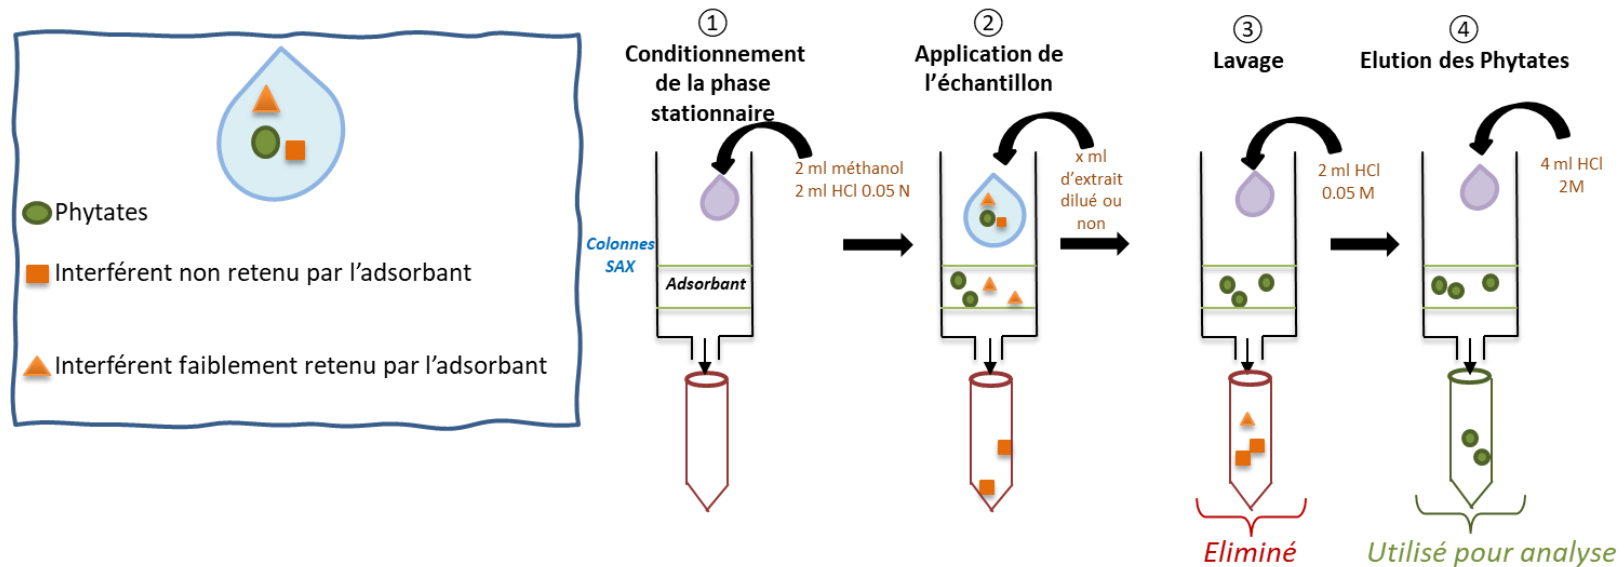 Phytates
Interférent non retenu par l'adsorbant
Interférent faiblement retenu par l'adsorbant
①
Conditionnement
de la phase
stationnaire
2 ml méthanol
2 ml HCl 0.05 N
Colonnes
SAX
Adsorbant
②
Application de
l'échantillon
x ml
d'extrait
dilué ou
non
③
Lavage
2 ml HCl
0.05 M
Eliminé
④
Elution des Phytates
4 ml HCl
2M
Utilisé pour analyse